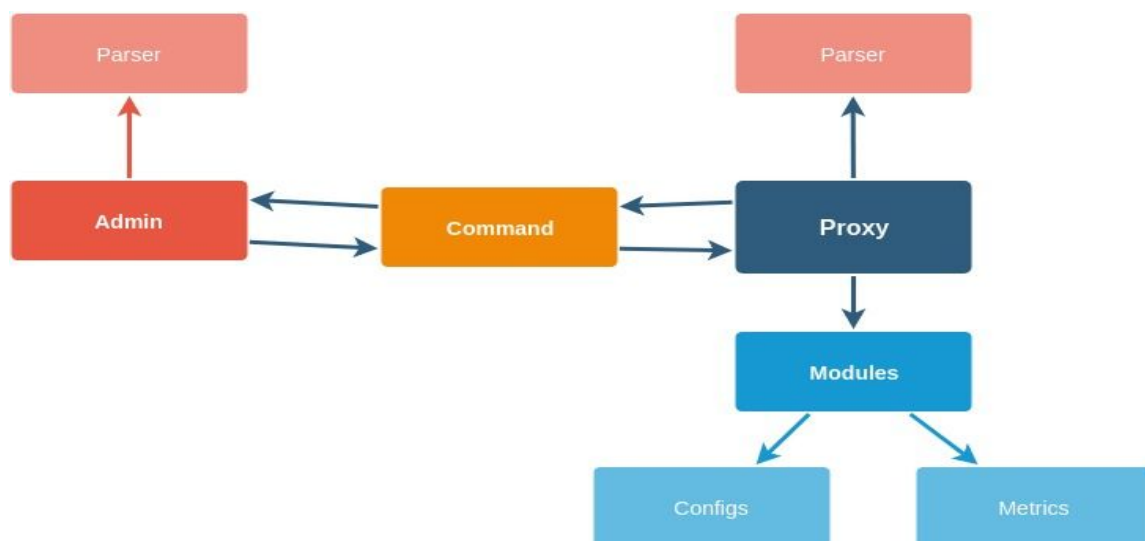 Parser
Parser
Admin
Command
Proxy
Modules
Configs
Metrics